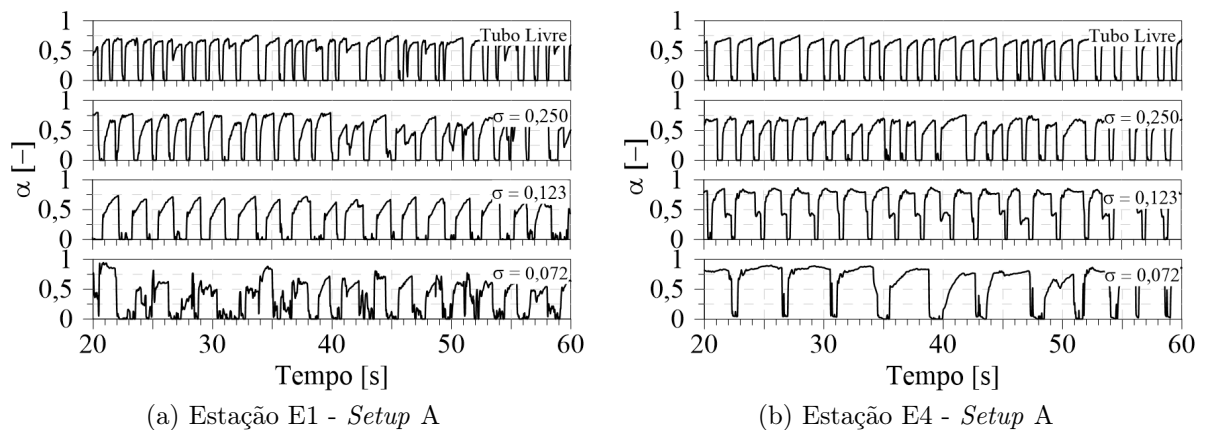 α [−]
1
0,5
0
Tubo Livre
1
0,5
0
σ = 0,250
1
0,5
0
σ = 0,123
1
0,5
0
σ = 0,072
20 30 40 50 60
Tempo [s]
(a) Estação E1 - Setup A
α [−]
1
0,5
0
Tubo Livre
1
0,5
0
σ = 0,250
1
0,5
0
σ = 0,123
1
0,5
0
σ = 0,072
20 30 40 50 60
Tempo [s]
(b) Estação E4 - Setup A